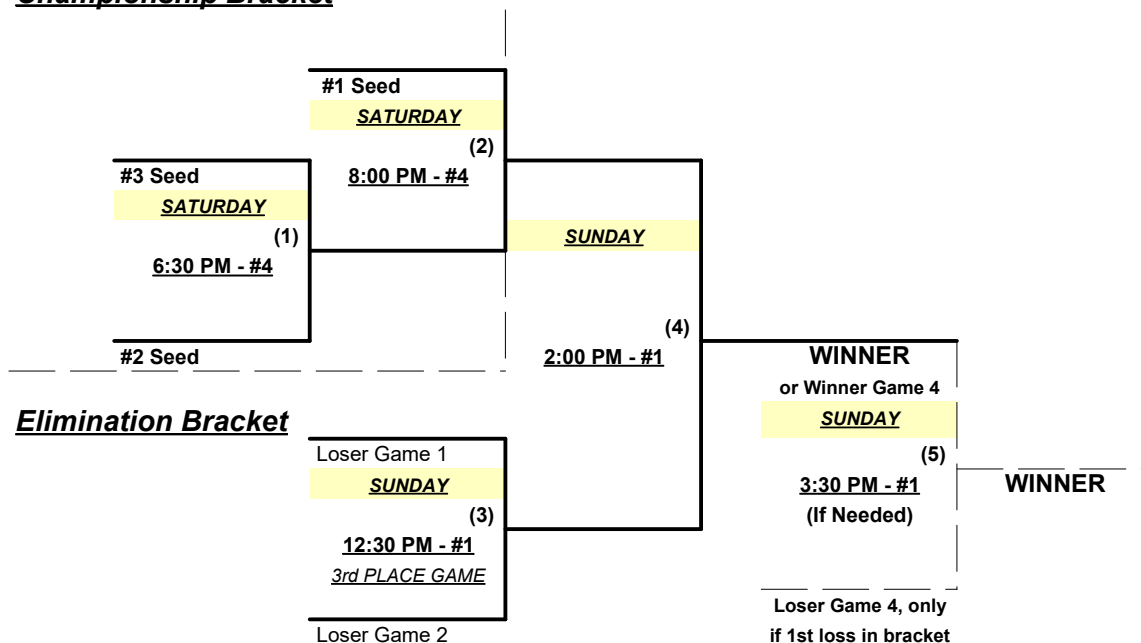 Championship Bracket
#1 Seed
SATURDAY
(2)
8:00 PM - #4
#3 Seed
SATURDAY
(1)
6:30 PM - #4
#2 Seed
SUNDAY
(4)
2:00 PM - #1
WINNER
or Winner Game 4
SUNDAY
(5)
3:30 PM - #1
(If Needed)
WINNER
Loser Game 4, only
if 1st loss in bracket
Elimination Bracket
Loser Game 1
SUNDAY
(3)
12:30 PM - #1
3rd PLACE GAME
Loser Game 2